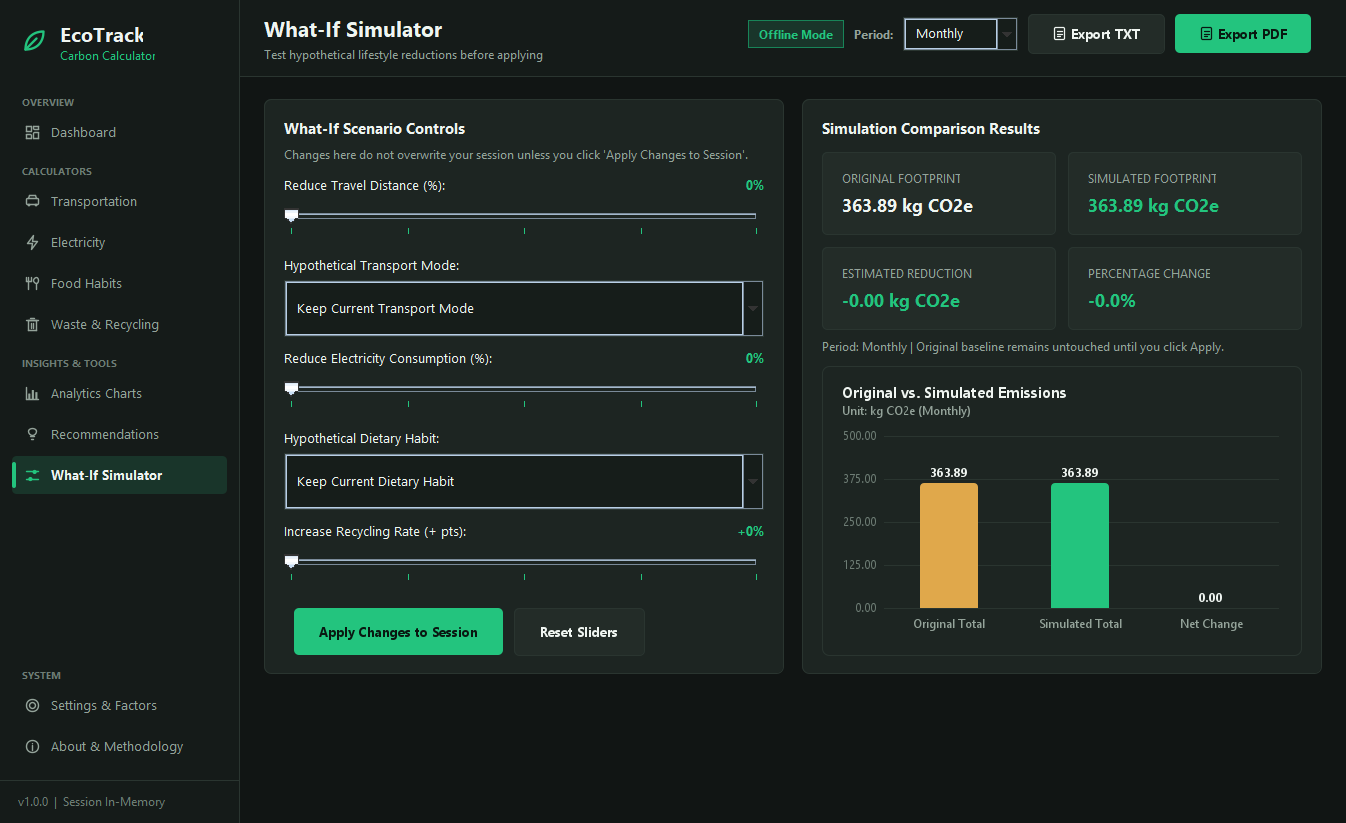 EcoTrack
Carbon Calculator
OVERVIEW
Dashboard
CALCULATORS
Transportation
Electricity
Food Habits
Waste & Recycling
INSIGHTS & TOOLS
Analytics Charts
Recommendations
What-If Simulator
SYSTEM
Settings & Factors
About & Methodology
v1.0.0 | Session In-Memory
What-If Simulator
Test hypothetical lifestyle reductions before applying
Offline Mode
Period:
Monthly
Export TXT
Export PDF
What-If Scenario Controls
Changes here do not overwrite your session unless you click 'Apply Changes to Session'.
Reduce Travel Distance (%):
0%
Hypothetical Transport Mode:
Keep Current Transport Mode
Reduce Electricity Consumption (%):
0%
Hypothetical Dietary Habit:
Keep Current Dietary Habit
Increase Recycling Rate (+ pts):
+0%
Apply Changes to Session
Reset Sliders
Simulation Comparison Results
ORIGINAL FOOTPRINT
363.89 kg CO2e
SIMULATED FOOTPRINT
363.89 kg CO2e
ESTIMATED REDUCTION
-0.00 kg CO2e
PERCENTAGE CHANGE
-0.0%
Period: Monthly | Original baseline remains untouched until you click Apply.
Original vs. Simulated Emissions
Unit: kg CO2e (Monthly)
500.00
375.00
250.00
125.00
0.00
363.89
363.89
0.00
Original Total
Simulated Total
Net Change